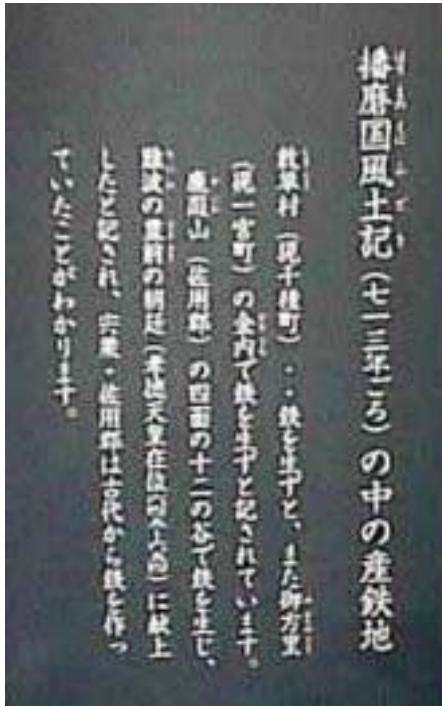 播磨国風土記（七一三年ごろ）の中の産鉄地
敷草村（現千種町）・・鉄を生ずと、また御方里
（現一宮町）の金内で鉄を生ずと記されています。
鹿庭山（佐用郡）の四面の十二の谷で鉄を生じ、
難波の豊前の朝廷（孝徳天皇在位）に献上
したと記され、宍粟・佐用郡は古代から鉄を作っ
ていたことがわかります。